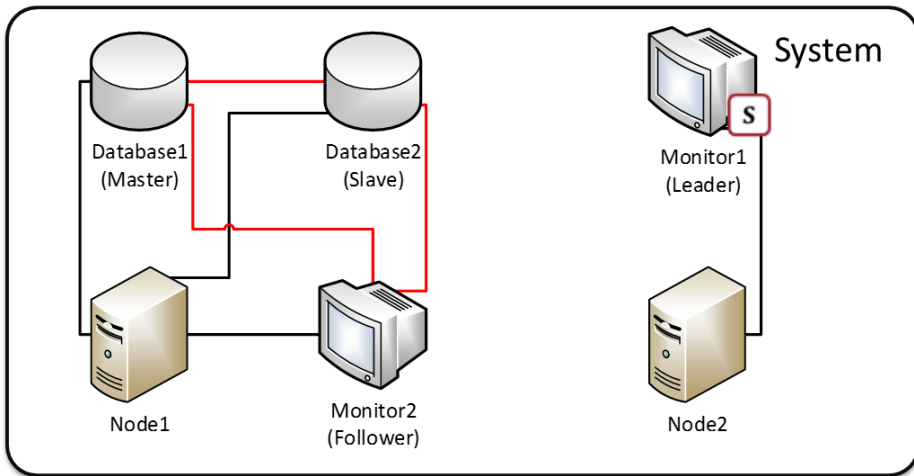 System
Database1
(Master)
Database2
(Slave)
S
Monitor1
(Leader)
Node1
Monitor2
(Follower)
Node2